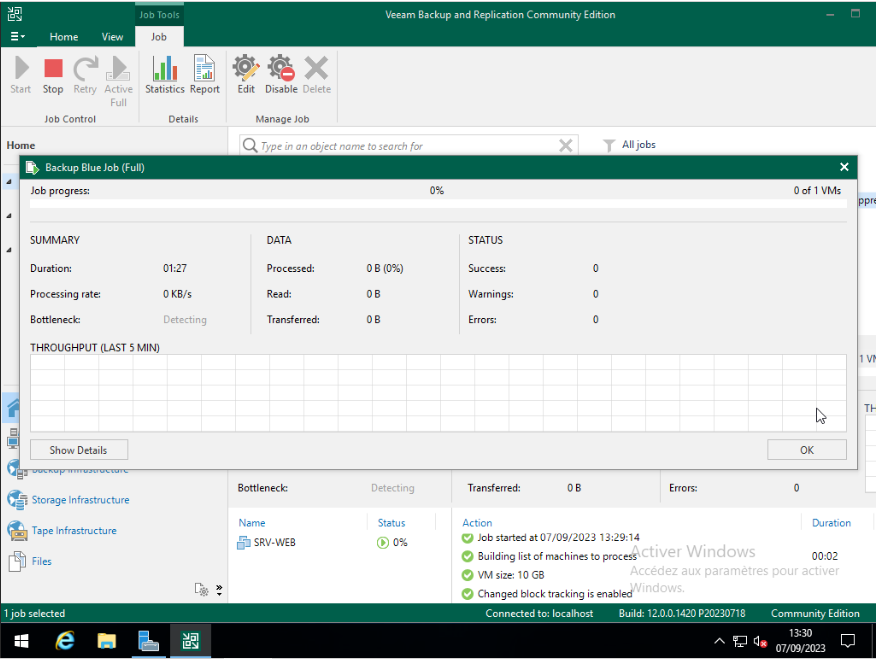 Job Tools
Veeam Backup and Replication Community Edition
Home View Job
Start Stop Retry Active Full Statistics Report Edit Disable Delete
Job Control Details Manage Job
Home
Type in an object name to search for
All jobs
Backup Blue Job (Full)
Job progress: 0% 0 of 1 VMs
SUMMARY DATA STATUS
Duration: 01:27 Processed: 0 B (0%) Success: 0
Processing rate: 0 KB/s Read: 0 B Warnings: 0
Bottleneck: Detecting Transferred: 0 B Errors: 0
THROUGHPUT (LAST 5 MIN)
1 VM
TH
Show Details OK
Backup Infrastructure
Bottleneck: Detecting Transferred: 0 B Errors: 0
Storage Infrastructure
Tape Infrastructure
Files
Name Status Action Duration
SRV-WEB 0%
Job started at 07/09/2023 13:29:14
Building list of machines to process 00:02
VM size: 10 GB
Changed block tracking is enabled
Activer Windows
Accédez aux paramètres pour activer
Windows.
1 job selected Connected to: localhost Build: 12.0.0.1420 P20230718 Community Edition
13:30
07/09/2023